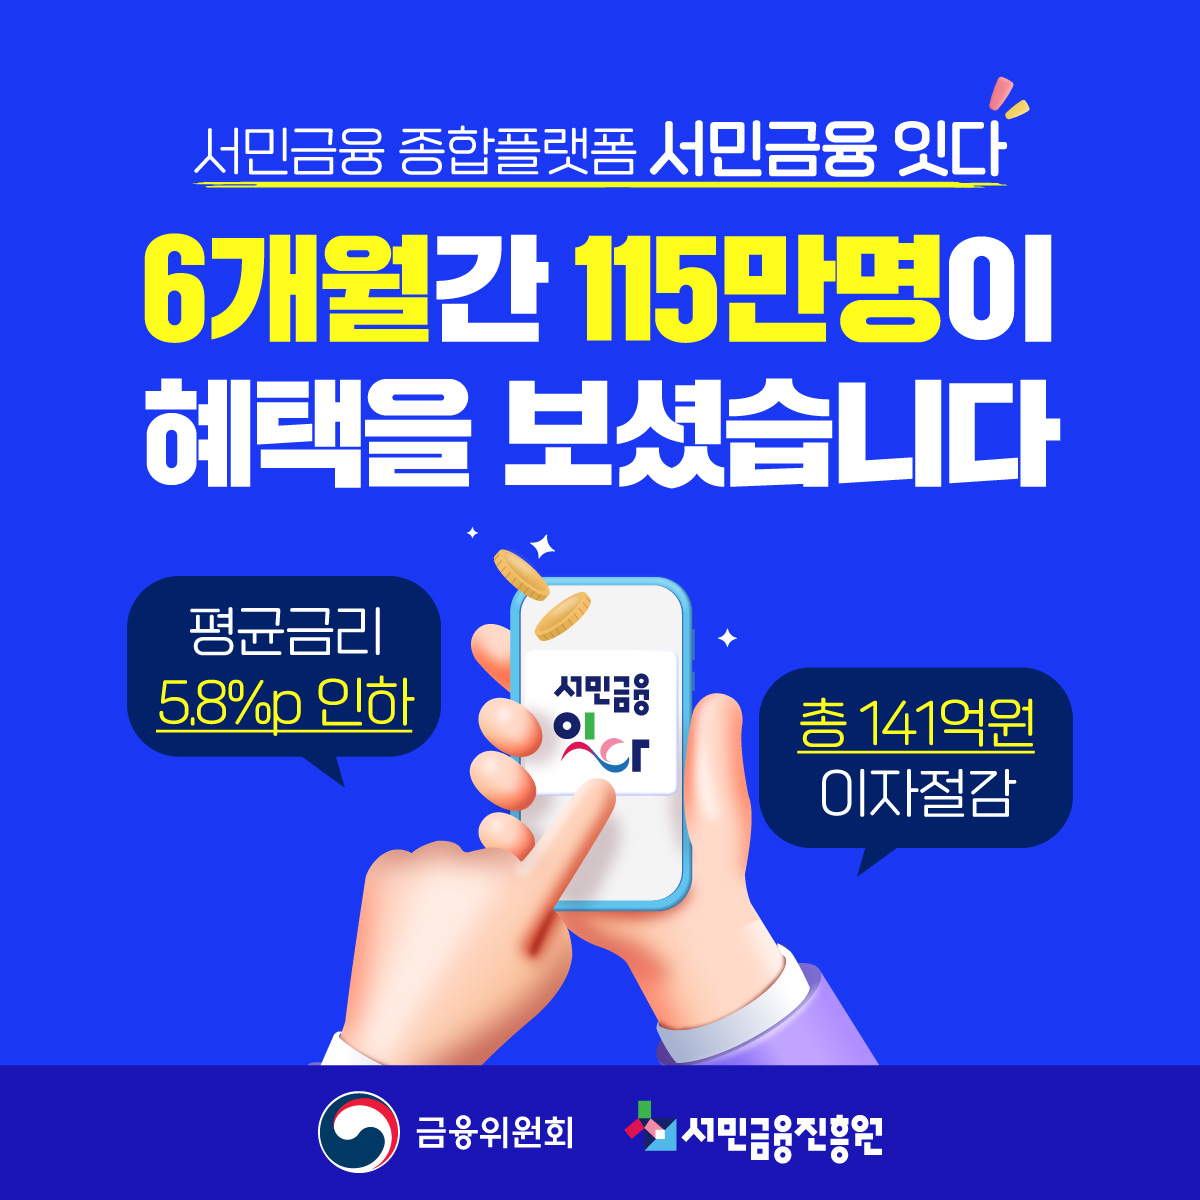 서민금융 종합플랫폼 서민금융 잇다
6개월간 115만명이
혜택을 보셨습니다
평균금리
5.8%p 인하
서민금융
잇다
총 141억원
이자절감
금융위원회
서민금융진흥원